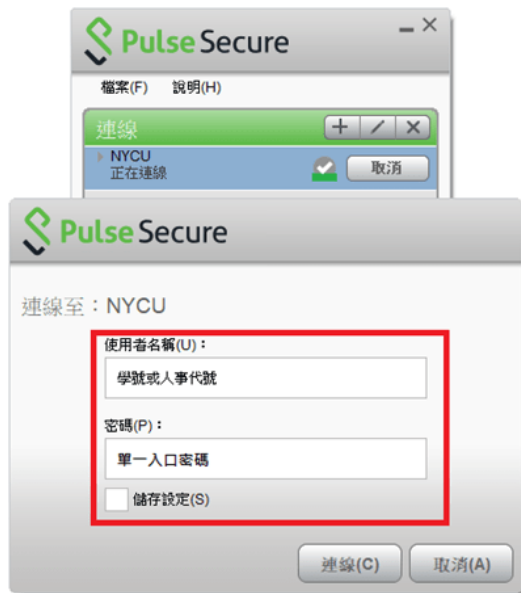 Pulse Secure
檔案(F) 說明(H)
連線
NYCU
正在連線
取消
Pulse Secure
連線至：NYCU
使用者名稱(U)：
學號或人事代號
密碼(P)：
單一入口密碼
儲存設定(S)
連線(C) 取消(A)